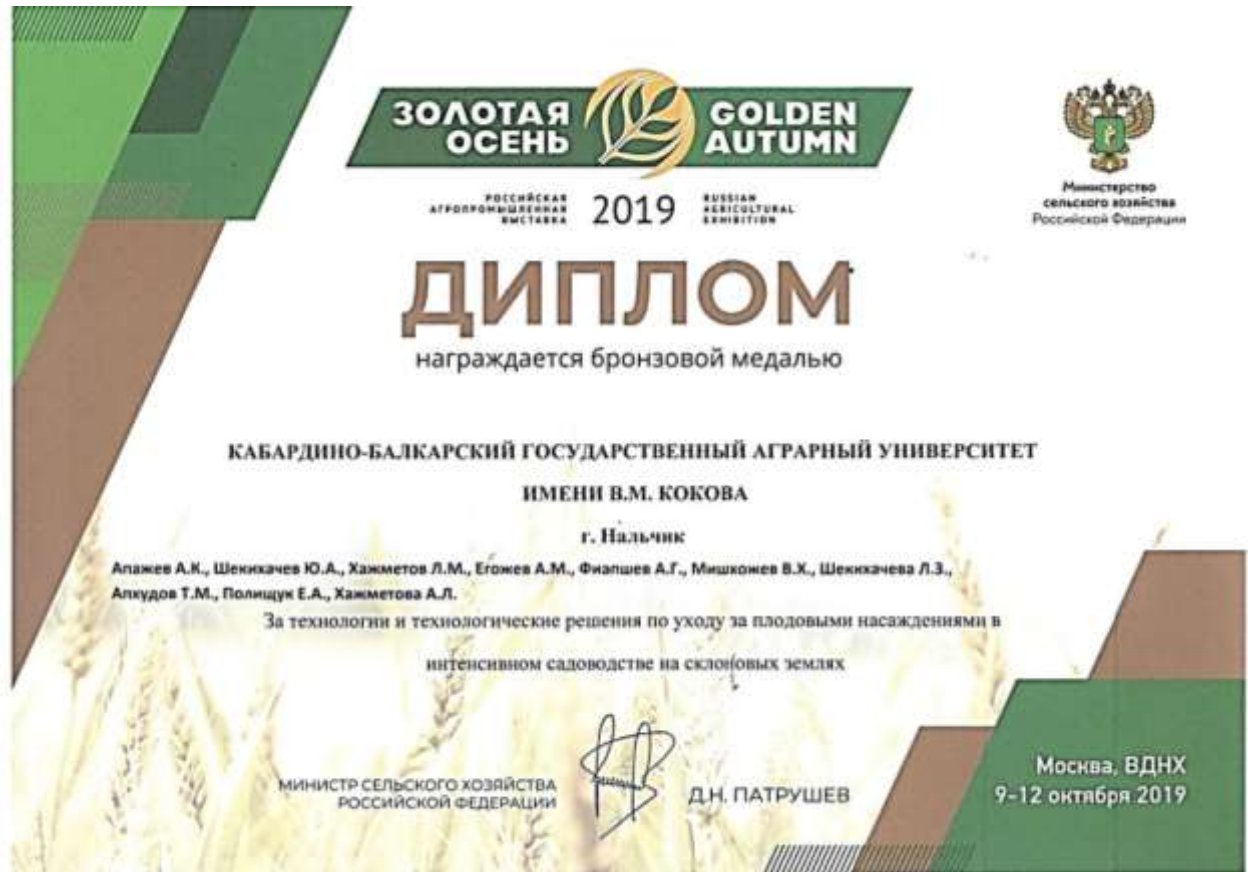 ЗОЛОТАЯ
ОСЕНЬ
GOLDEN
AUTUMN
РОССИЙСКАЯ
АГРОПРОМЫШЛЕННАЯ
ВЫСТАВКА
2019
RUSSIAN
AGRICULTURAL
EXHIBITION
Министерство
сельского хозяйства
Российской Федерации
ДИПЛОМ
награждается бронзовой медалью
КАБАРДИНО-БАЛКАРСКИЙ ГОСУДАРСТВЕННЫЙ АГРАРНЫЙ УНИВЕРСИТЕТ
ИМЕНИ В.М. КОКОВА
г. Нальчик
Апажев А.К., Шекихачев Ю.А., Хажметов Л.М., Егожев А.М., Фиапшев А.Г., Мишхожев В.Х., Шекихачева Л.З.,
Апхудов Т.М., Полищук Е.А., Хажметова А.Л.
За технологии и технологические решения по уходу за плодовыми насаждениями в
интенсивном садоводстве на склоновых землях
МИНИСТР СЕЛЬСКОГО ХОЗЯЙСТВА
РОССИЙСКОЙ ФЕДЕРАЦИИ
Д.Н. ПАТРУШЕВ
Москва, ВДНХ
9-12 октября 2019